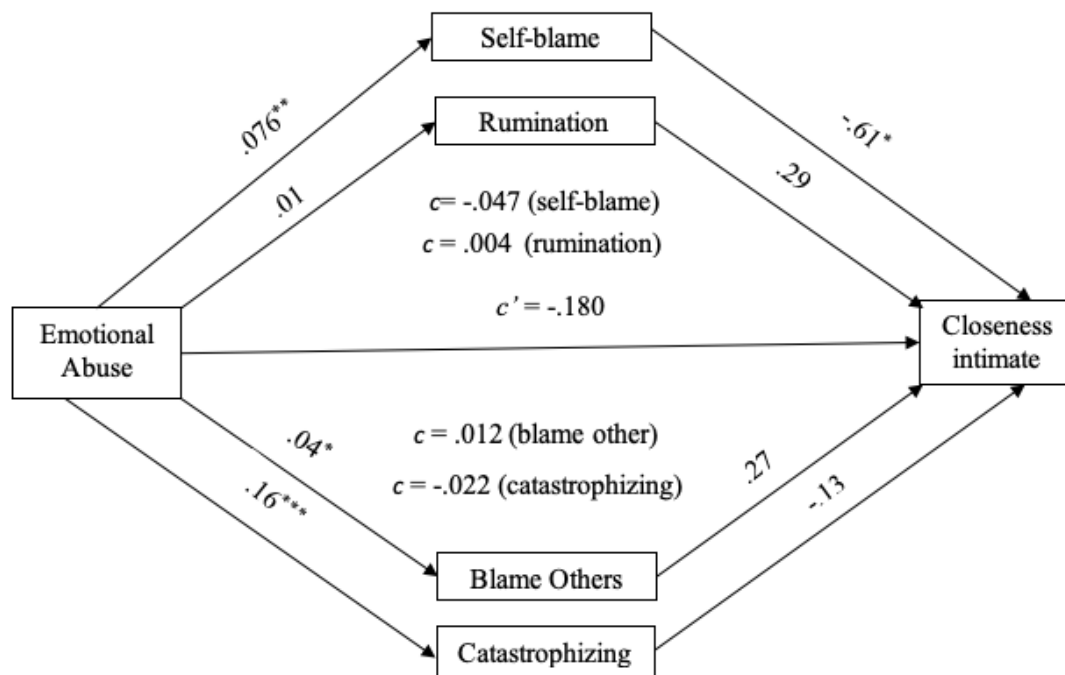 Self-blame
.076**
-.61*
Rumination
.01
.29
c= -.047 (self-blame)
c = .004 (rumination)
c’ = -.180
Emotional
Abuse
Closeness
intimate
.04*
c = .012 (blame other)
.27
.16***
c = -.022 (catastrophizing)
-.13
Blame Others
Catastrophizing